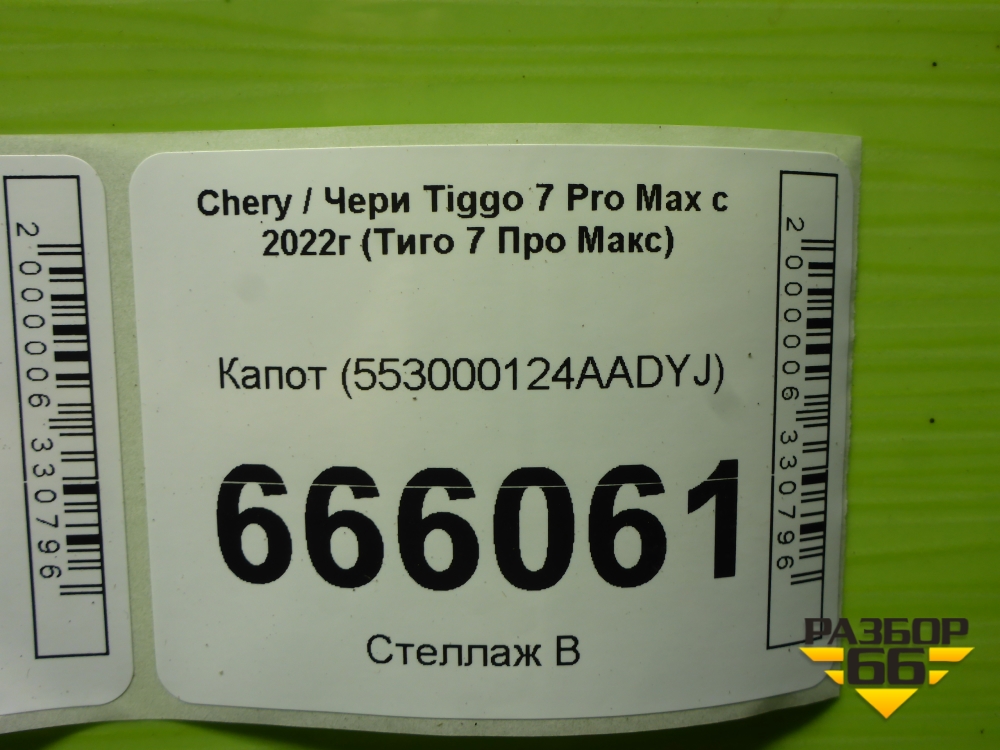 2000006330796
Chery / Чери Tiggo 7 Pro Max с
2022г (Тиго 7 Про Макс)
Капот (553000124AADYJ)
666061
Стеллаж В
2000006330796
РАЗБОР
66